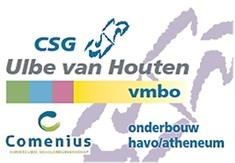 CSG
Ulbe van Houten
vmbo
Comenius
onderbouw
havo/atheneum